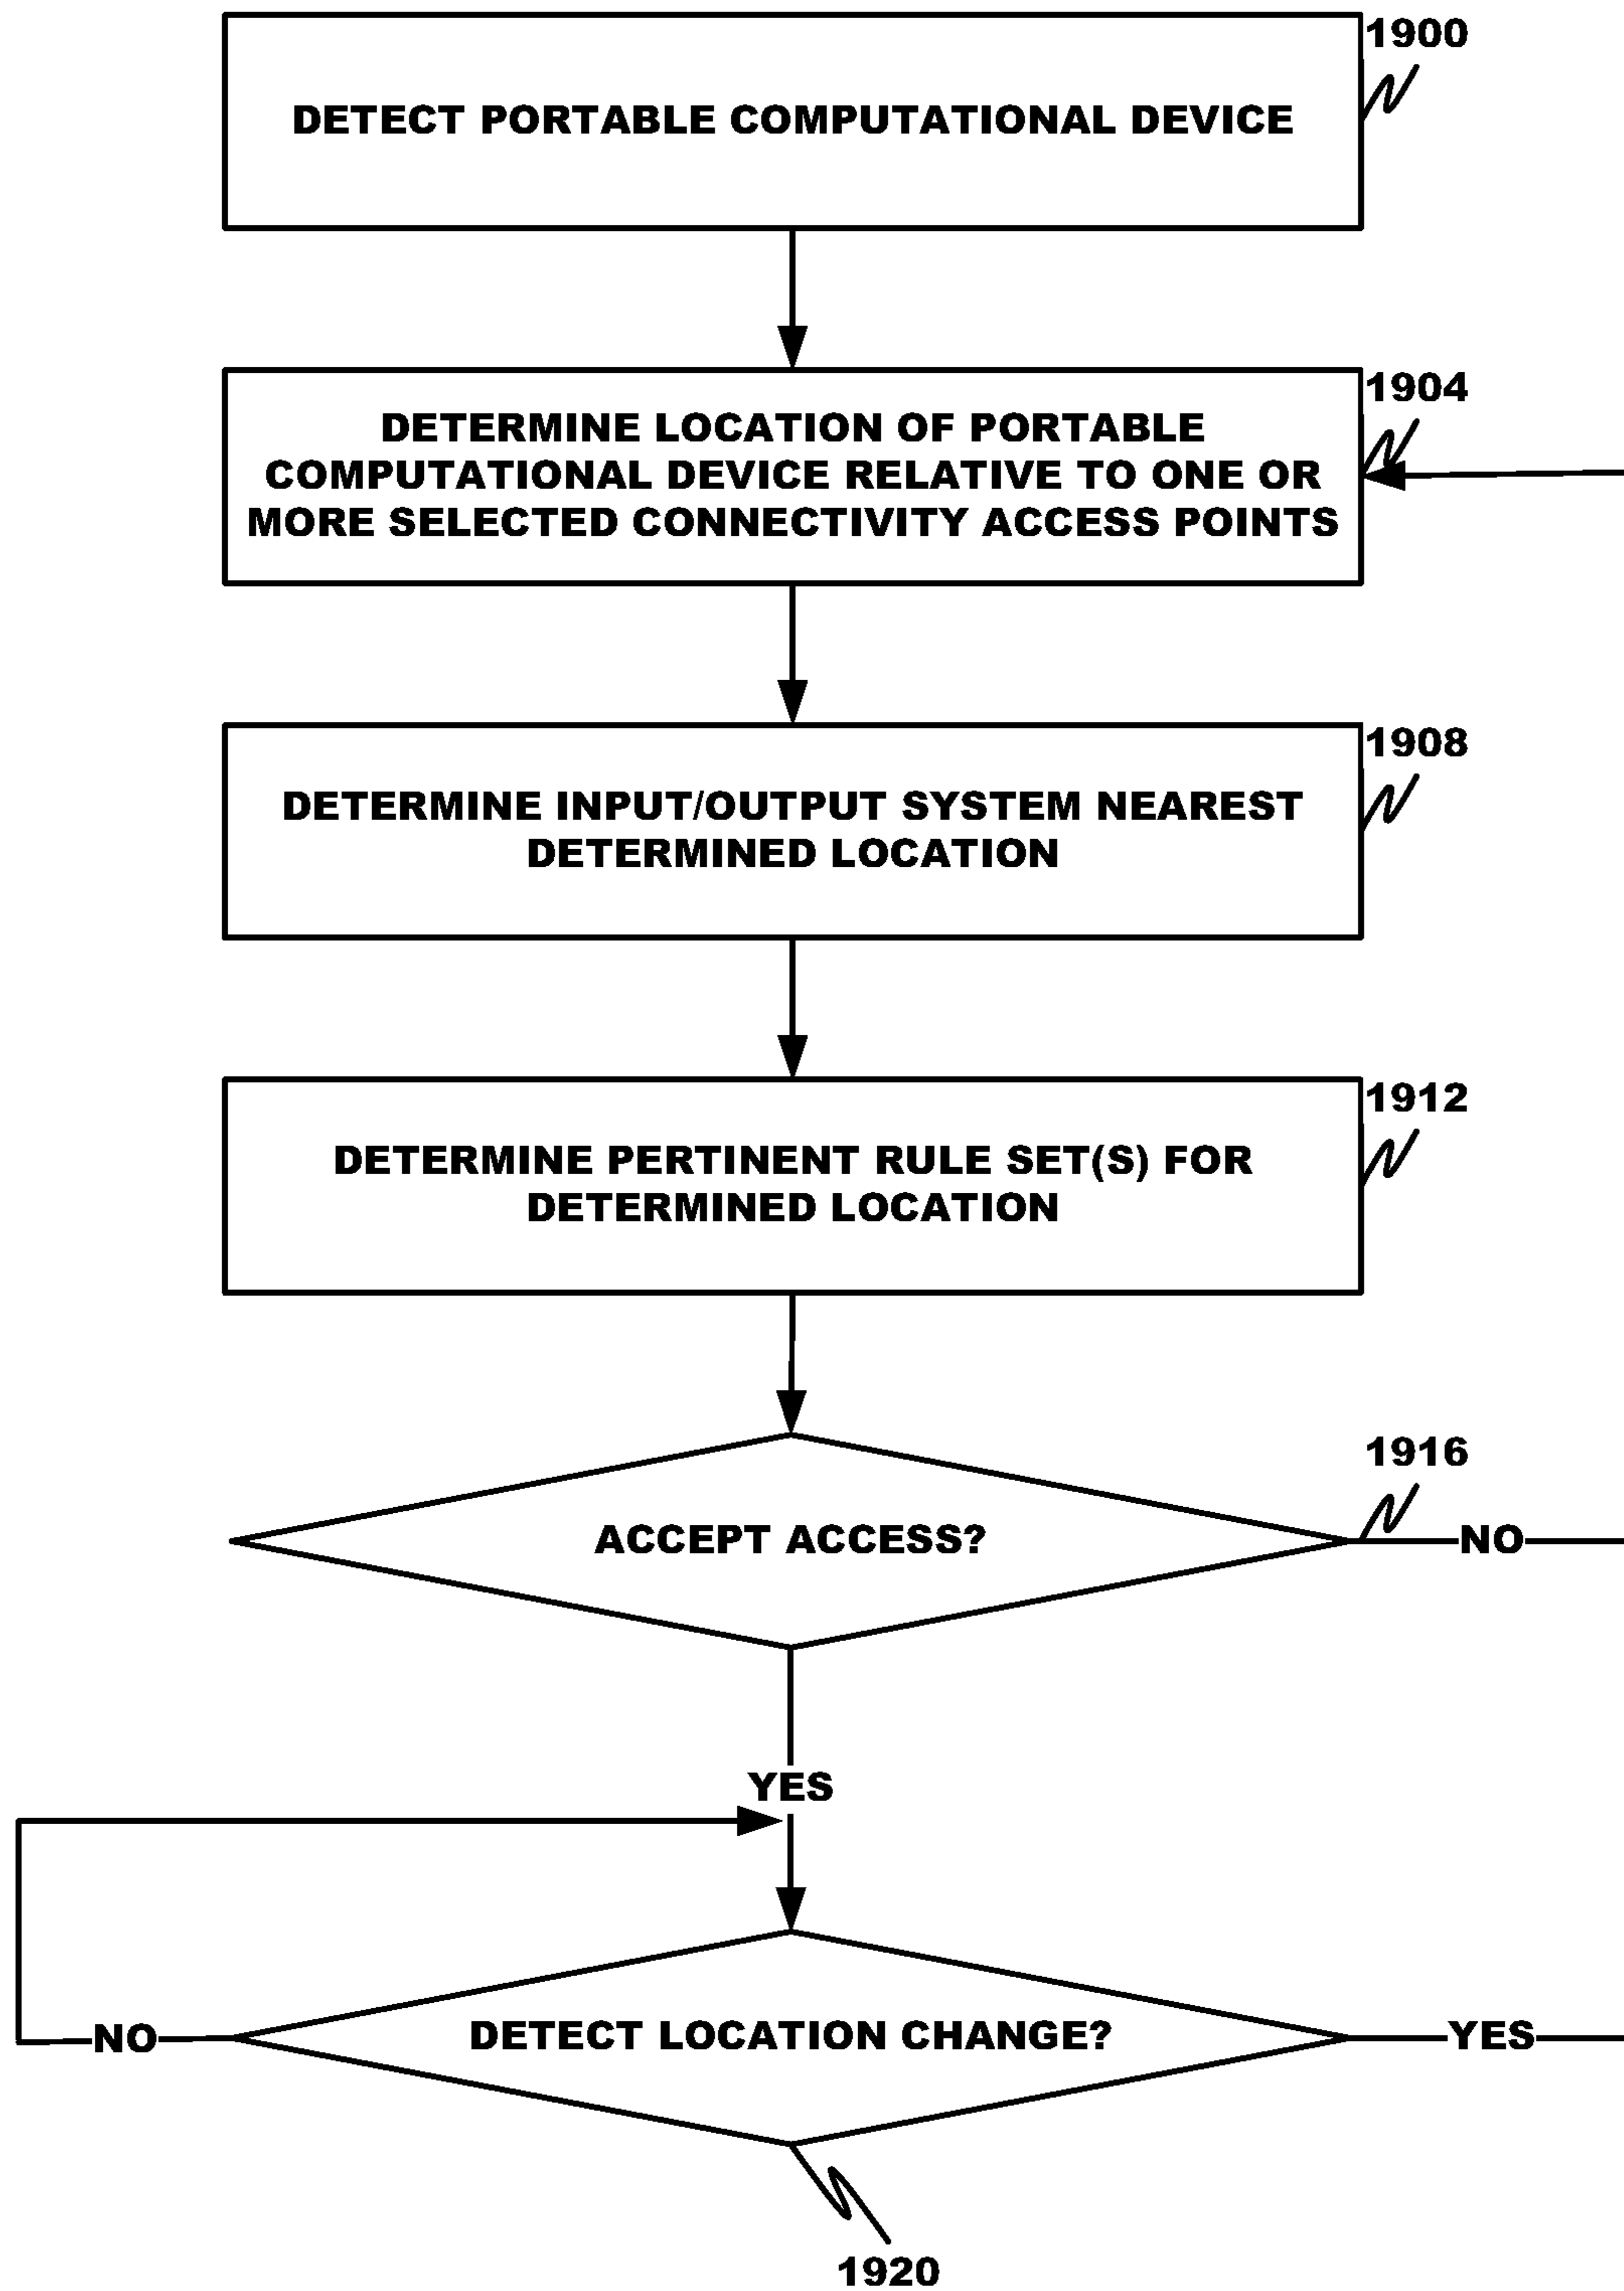 1900
DETECT PORTABLE COMPUTATIONAL DEVICE
1904
DETERMINE LOCATION OF PORTABLE
COMPUTATIONAL DEVICE RELATIVE TO ONE OR
MORE SELECTED CONNECTIVITY ACCESS POINTS
1908
DETERMINE INPUT/OUTPUT SYSTEM NEAREST
DETERMINED LOCATION
1912
DETERMINE PERTINENT RULE SET(S) FOR
DETERMINED LOCATION
1916
ACCEPT ACCESS?
NO
YES
NO
DETECT LOCATION CHANGE?
YES
1920